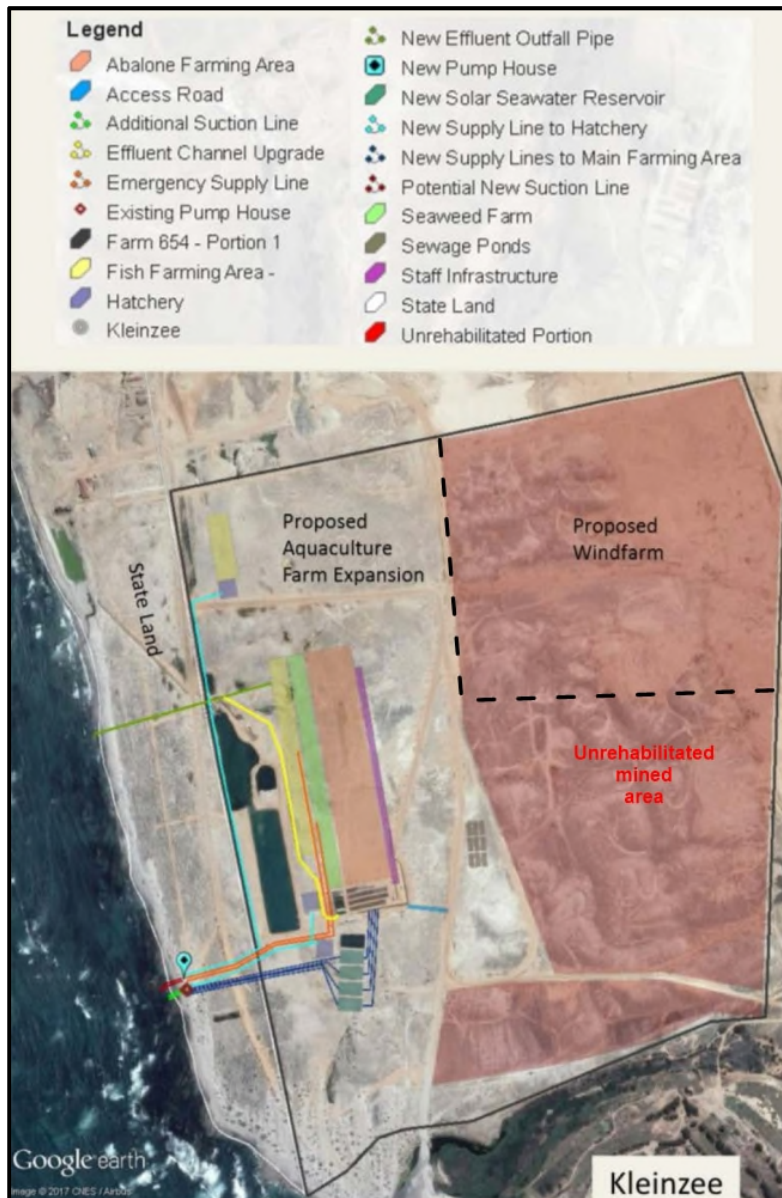 Legend
Abalone Farming Area
Access Road
Additional Suction Line
Effluent Channel Upgrade
Emergency Supply Line
Existing Pump House
Farm 654 - Portion 1
Fish Farming Area -
Hatchery
Kleinzee
New Effluent Outfall Pipe
New Pump House
New Solar Seawater Reservoir
New Supply Line to Hatchery
New Supply Lines to Main Farming Area
Potential New Suction Line
Seaweed Farm
Sewage Ponds
Staff Infrastructure
State Land
Unrehabilitated Portion
Proposed
Aquaculture
Farm Expansion
Proposed
Windfarm
State Land
Unrehabilitated
mined
area
Google earth
Image © 2017 CNES / Airbus
Kleinzee